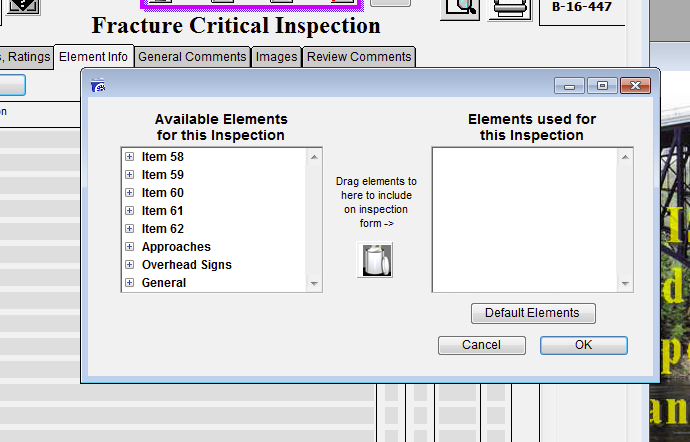 B-16-447
Fracture Critical Inspection
, Ratings
Element Info
General Comments
Images
Review Comments
on
Available Elements
for this Inspection
Elements used for
this Inspection
Item 58
Item 59
Item 60
Item 61
Item 62
Approaches
Overhead Signs
General
Drag elements to
here to include
on inspection
form ->
Default Elements
Cancel
OK